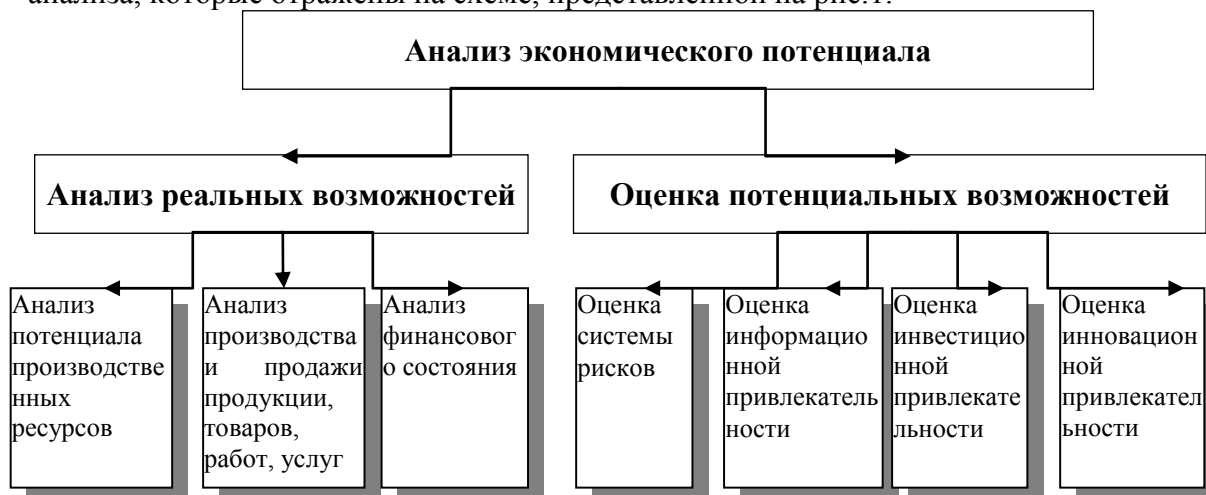 анализа, которые отражены на схеме, представленной на рис.1.
Анализ экономического потенциала
Анализ реальных возможностей
Оценка потенциальных возможностей
Анализ
потенциала
производстве
нных
ресурсов
Анализ
производства
и продажи
продукции,
товаров,
работ, услуг
Анализ
финансовог
о состояния
Оценка
системы
рисков
Оценка
информацио
нной
привлекатель
ности
Оценка
инвестицио
нной
привлекате
льности
Оценка
инновацион
ной
привлекател
ьности